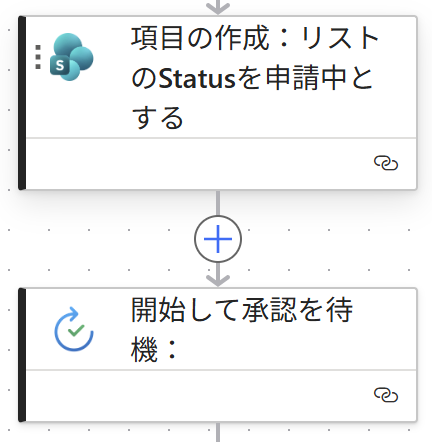 項目の作成：リスト
のStatusを申請中と
する
S
開始して承認を待
機：